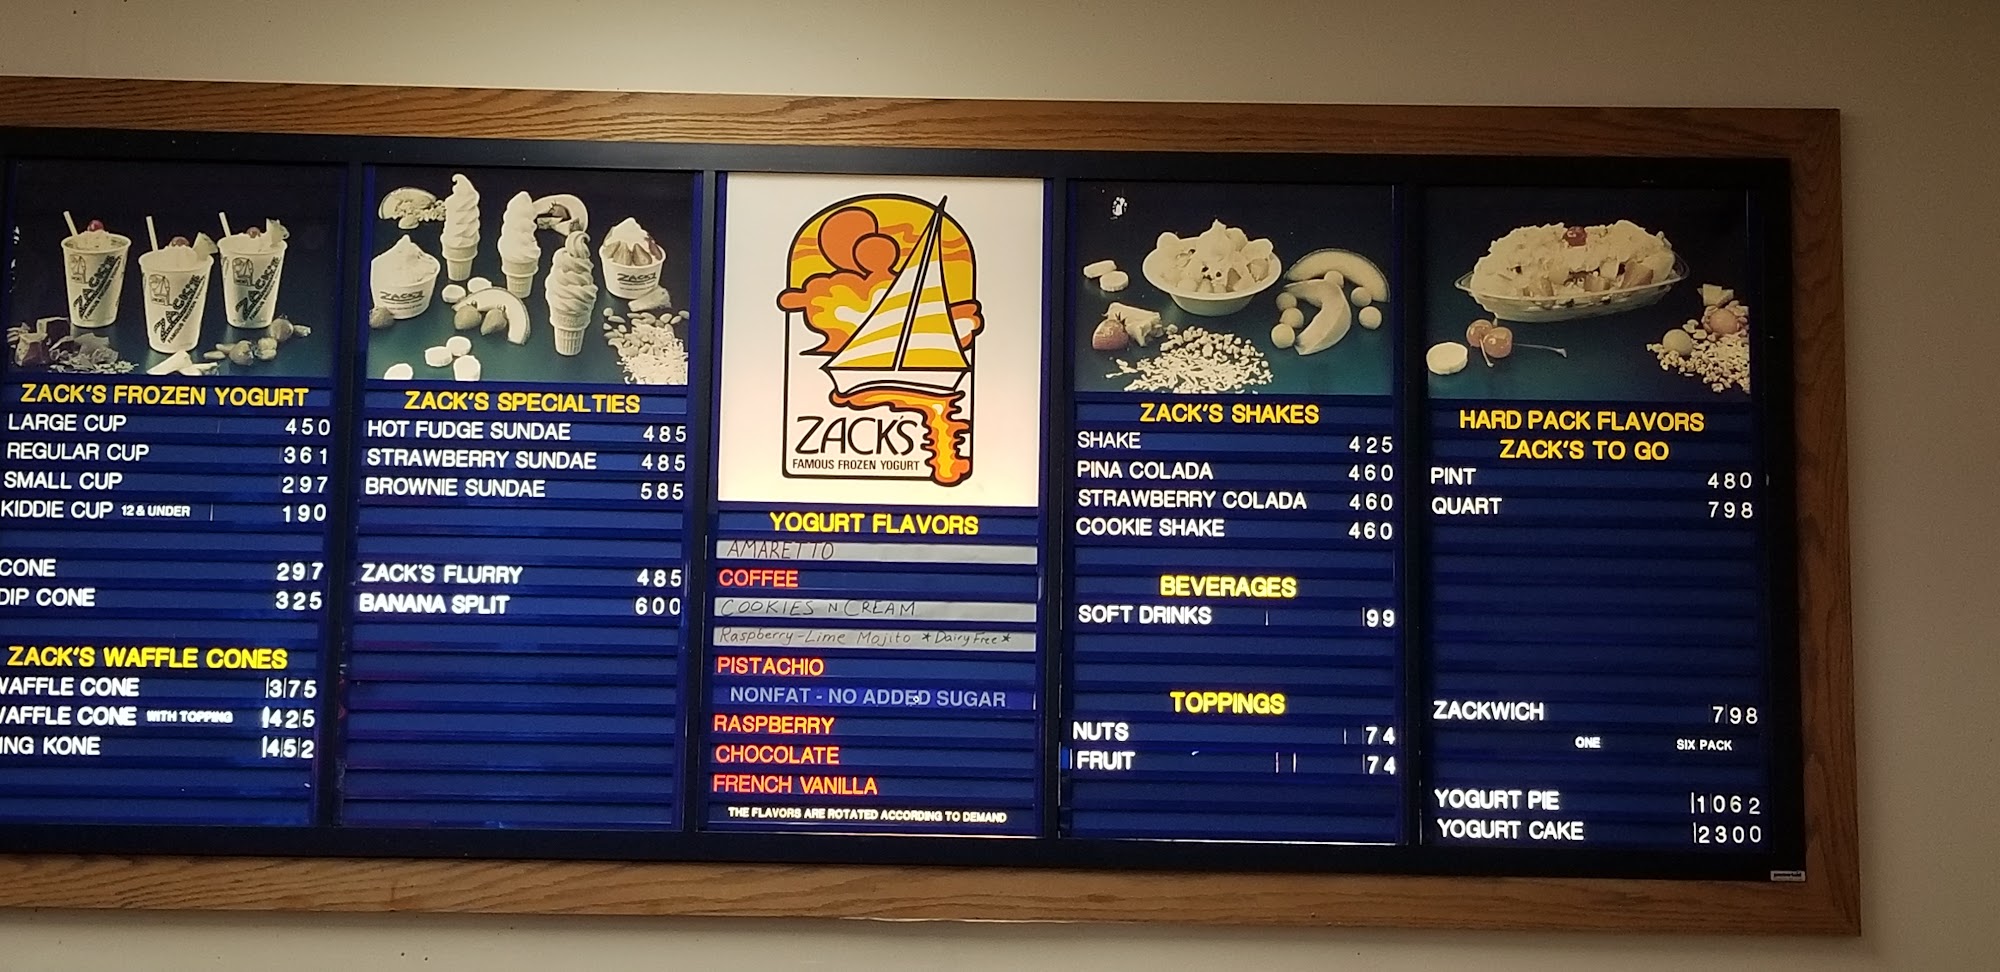 ZACK'S FROZEN YOGURT
LARGE CUP 450
REGULAR CUP 361
SMALL CUP 297
KIDDIE CUP 12 & UNDER 190
CONE 297
DIP CONE 325
ZACK'S WAFFLE CONES
WAFFLE CONE 375
WAFFLE CONE WITH TOPPING 425
ING KONE 452
ZACK'S
ZACK'S
ZACK'S
ZACK'S SPECIALTIES
HOT FUDGE SUNDAE 485
STRAWBERRY SUNDAE 485
BROWNIE SUNDAE 585
ZACK'S FLURRY 485
BANANA SPLIT 600
ZACK'S
ZACK'S
ZACK'S
FAMOUS FROZEN YOGURT
YOGURT FLAVORS
AMARETTO
COFFEE
COOKIES N CREAM
Raspberry-Lime Mojito *Dairy Free*
PISTACHIO
NONFAT - NO ADDED SUGAR
RASPBERRY
CHOCOLATE
FRENCH VANILLA
THE FLAVORS ARE ROTATED ACCORDING TO DEMAND
ZACK'S SHAKES
SHAKE 425
PINA COLADA 460
STRAWBERRY COLADA 460
COOKIE SHAKE 460
BEVERAGES
SOFT DRINKS 99
TOPPINGS
NUTS 74
FRUIT 74
HARD PACK FLAVORS
ZACK'S TO GO
PINT 480
QUART 798
ZACKWICH 798
ONE SIX PACK
YOGURT PIE 1062
YOGURT CAKE 2300